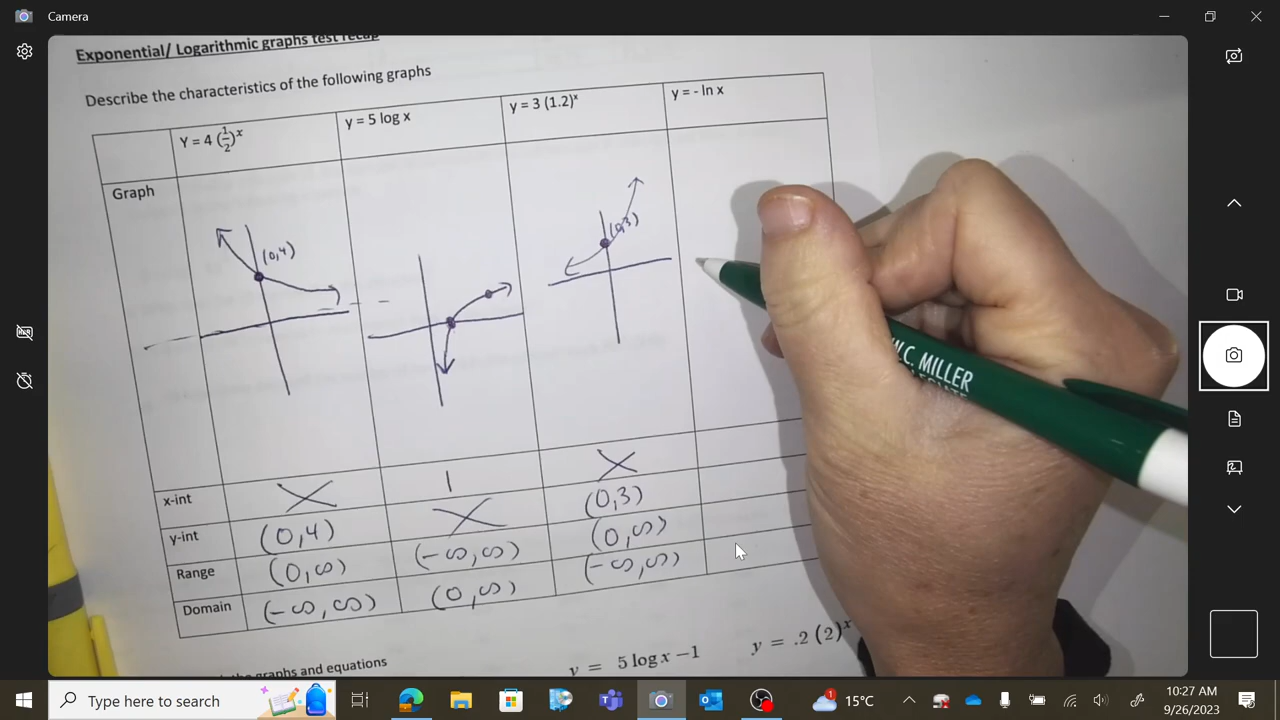 Camera
Exponential/ Logarithmic graphs test recap
Describe the characteristics of the following graphs
Y = 4 (1/2)^x
y = 5 log x
y = 3 (1.2)^x
y = - ln x
Graph
(0,4)
(0,3)
x-int
X
1
X
y-int
(0,4)
X
(0,3)
Range
(0,∞)
(-∞,∞)
(0,∞)
Domain
(-∞,∞)
(0,∞)
(-∞,∞)
W.C. MILLER
the graphs and equations
y = 5 log x -1
y = .2 (2)^x
Type here to search
1
15°C
10:27 AM
9/26/2023